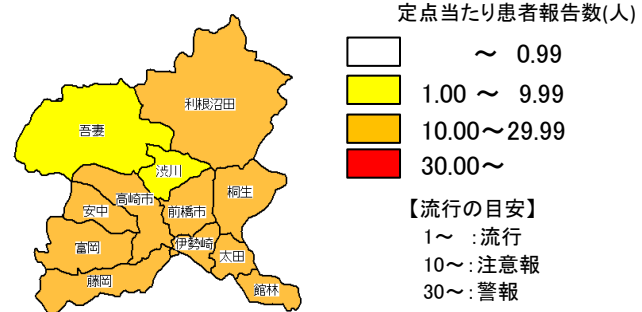 定点当たり患者報告数(人)
～ 0.99
1.00 ～ 9.99
10.00～29.99
30.00～
【流行の目安】
1～ :流行
10～:注意報
30～:警報
利根沼田
吾妻
渋川
桐生
高崎市
安中
前橋市
富岡
伊勢崎
太田
藤岡
館林